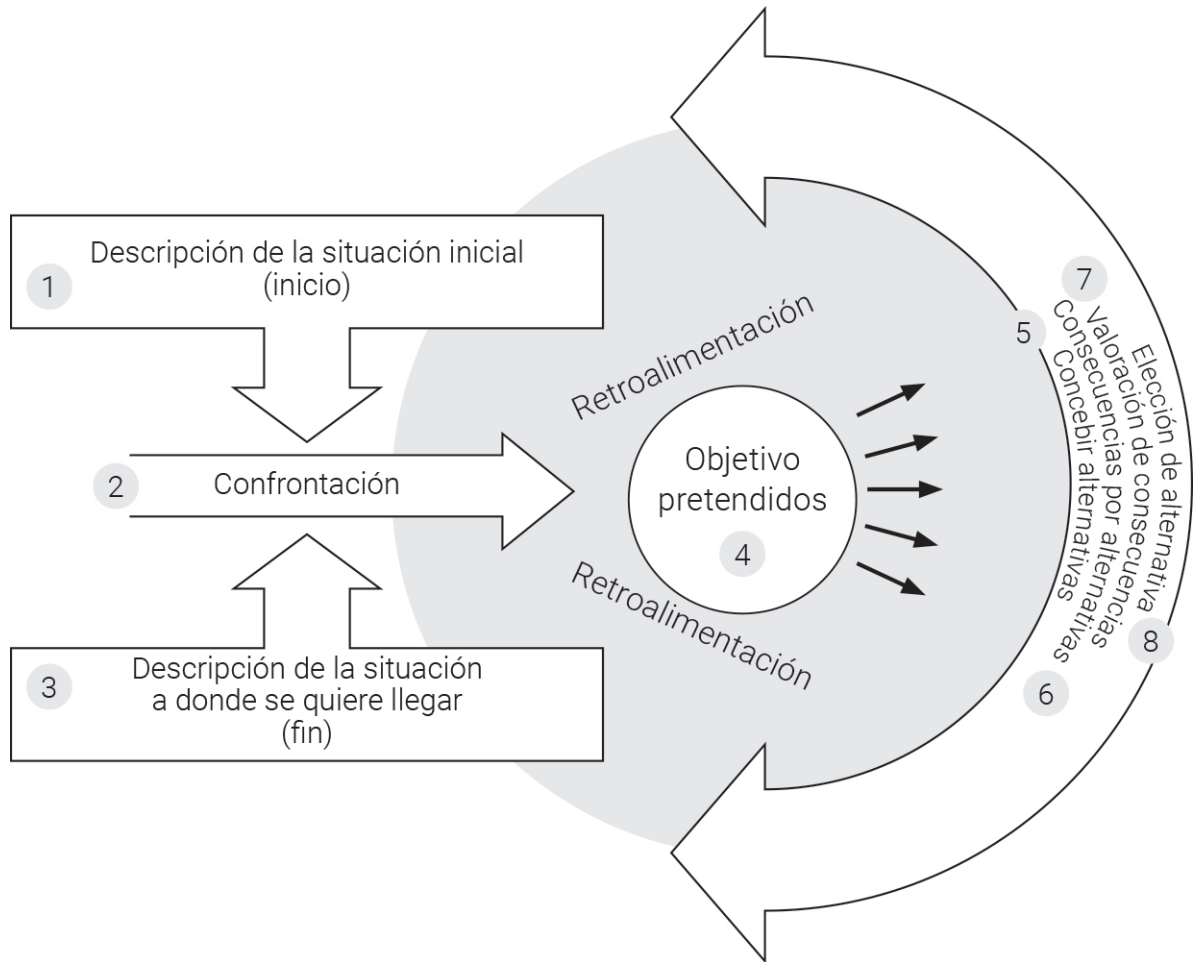 1
Descripción de la situación inicial
(inicio)
2
Confrontación
3
Descripción de la situación
a donde se quiere llegar
(fin)
Retroalimentación
Objetivo
pretendidos
4
Retroalimentación
5
Concebir alternativas
6
Consecuencias por alternativas
7
Valoración de consecuencias
Elección de alternativa
8